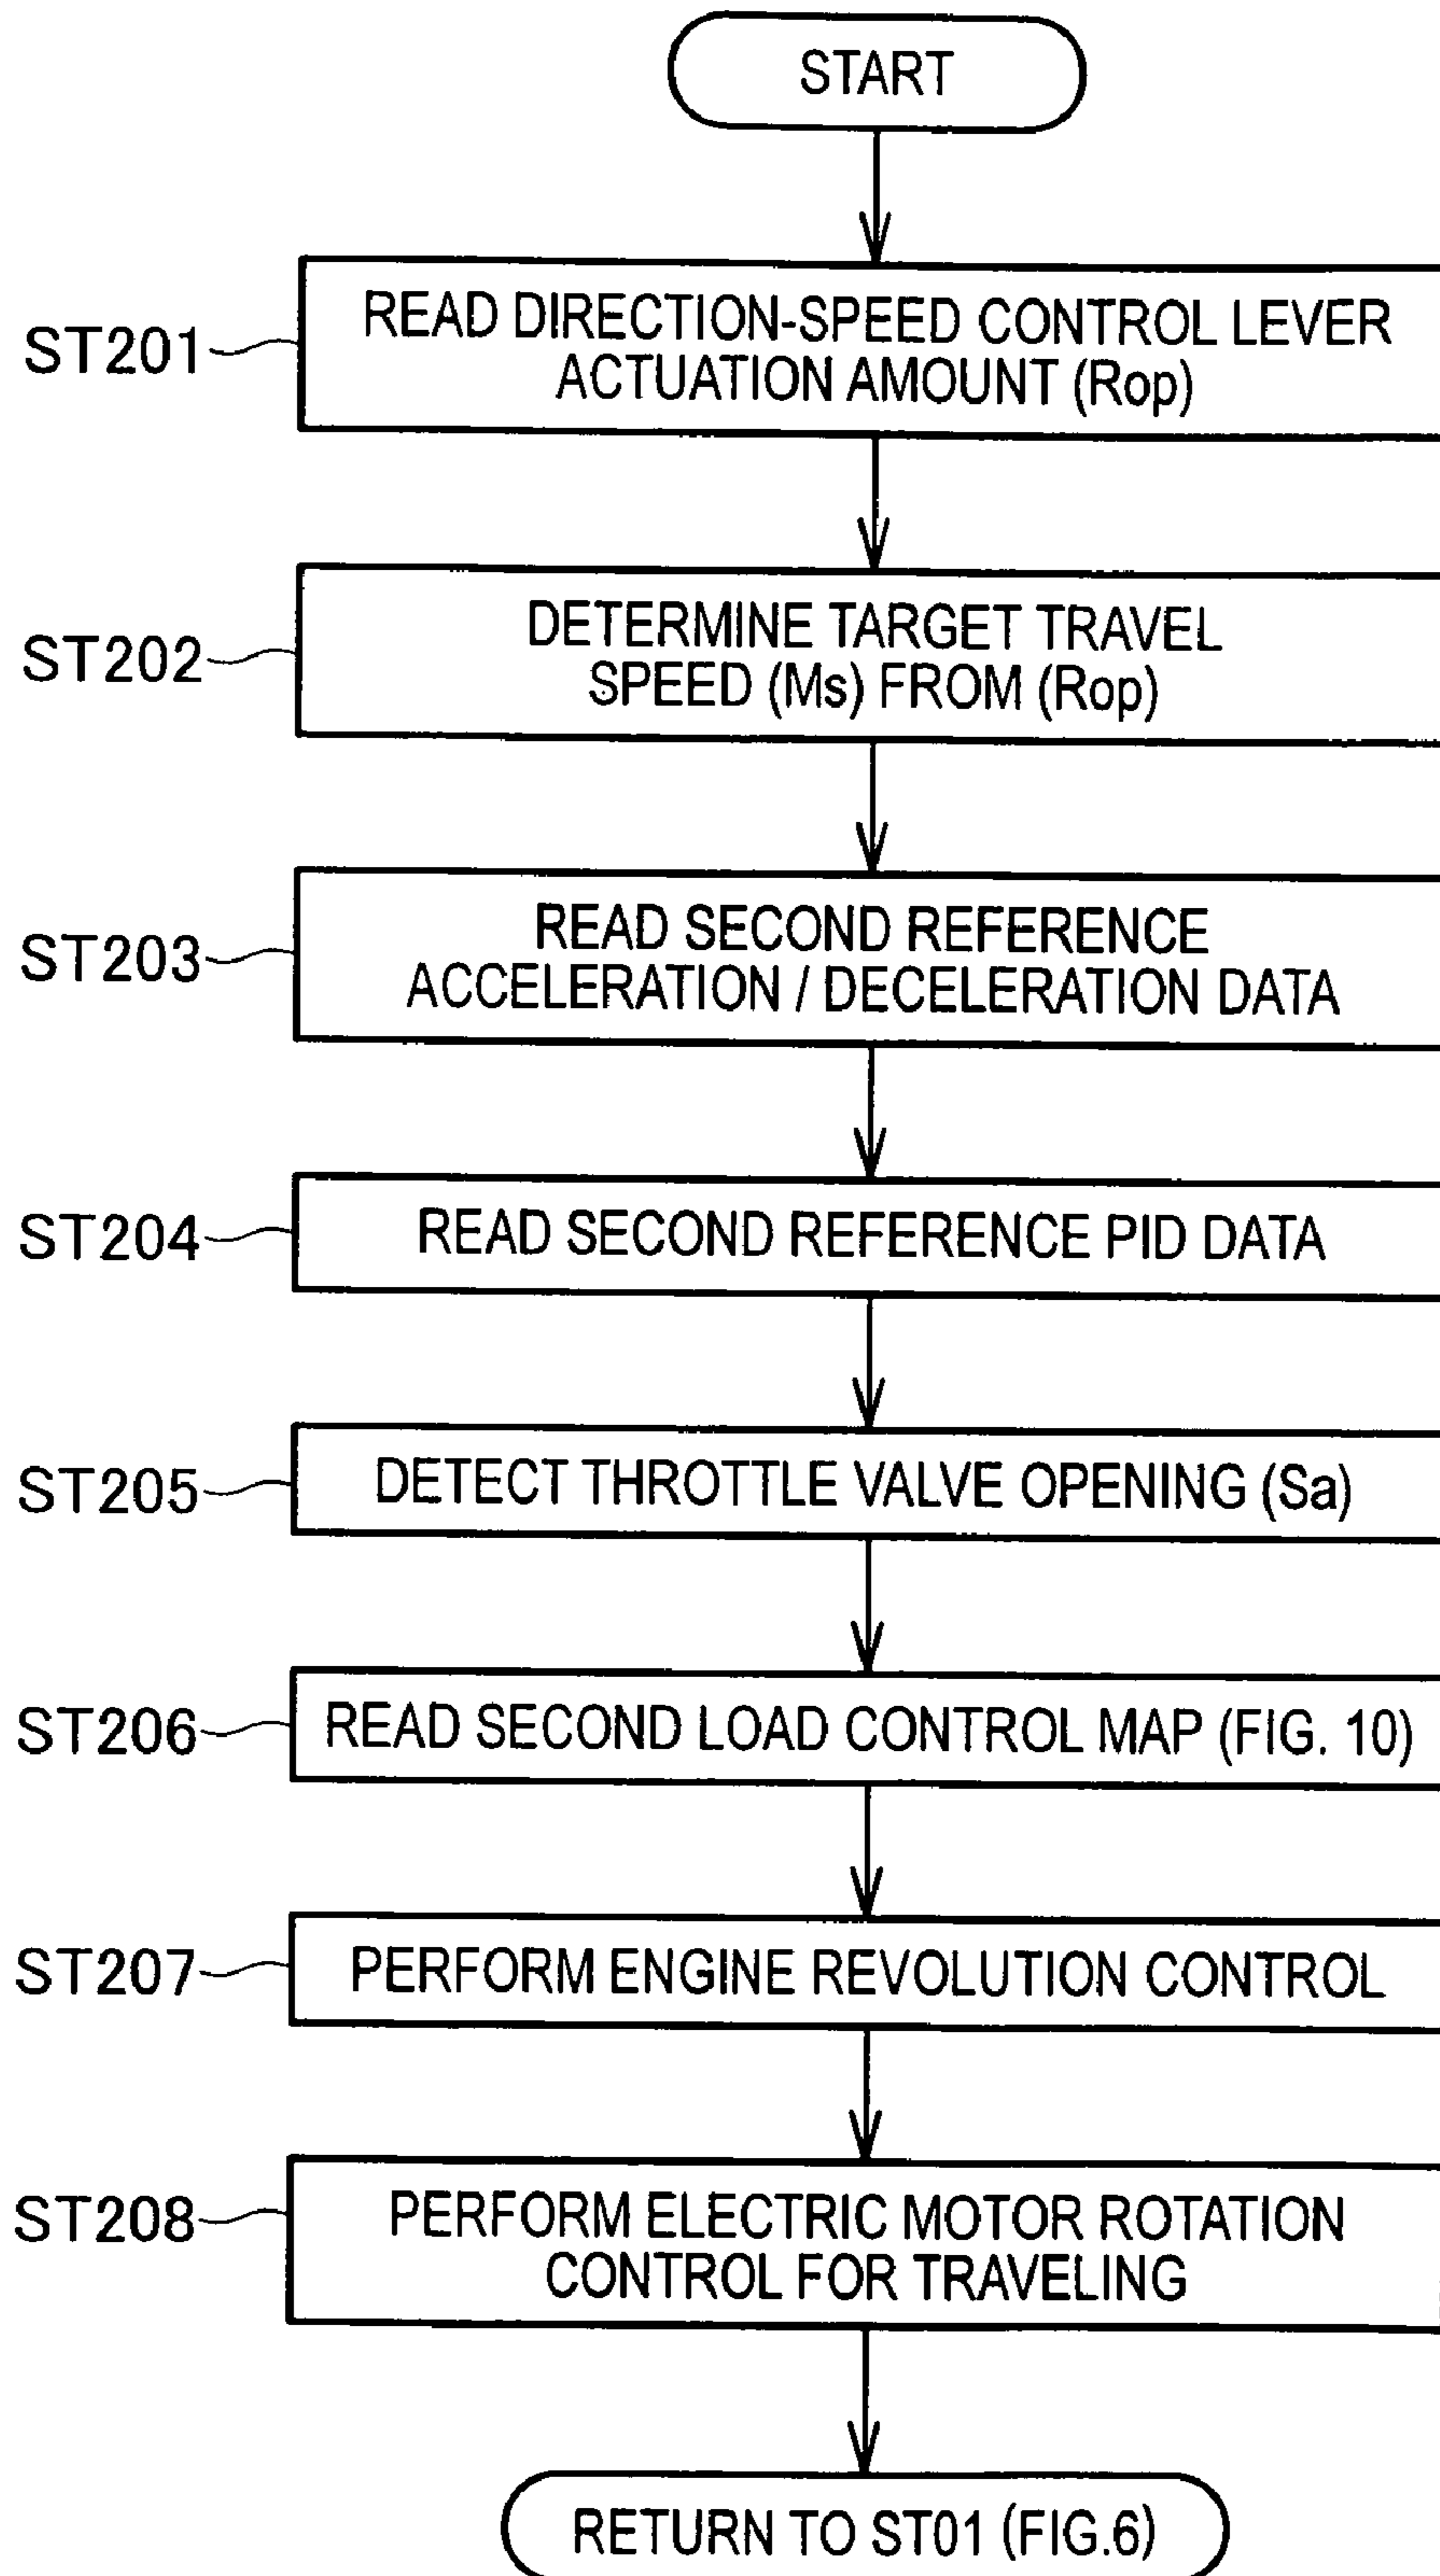 START
ST201
READ DIRECTION-SPEED CONTROL LEVER
ACTUATION AMOUNT (Rop)
ST202
DETERMINE TARGET TRAVEL
SPEED (Ms) FROM (Rop)
ST203
READ SECOND REFERENCE
ACCELERATION / DECELERATION DATA
ST204
READ SECOND REFERENCE PID DATA
ST205
DETECT THROTTLE VALVE OPENING (Sa)
ST206
READ SECOND LOAD CONTROL MAP (FIG. 10)
ST207
PERFORM ENGINE REVOLUTION CONTROL
ST208
PERFORM ELECTRIC MOTOR ROTATION
CONTROL FOR TRAVELING
RETURN TO ST01 (FIG.6)